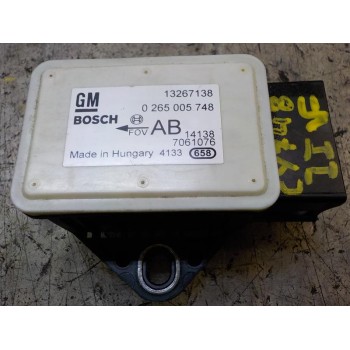 GM 13267138
BOSCH 0 265 005 748
FOV AB 14138
7061076
Made in Hungary 4133 658